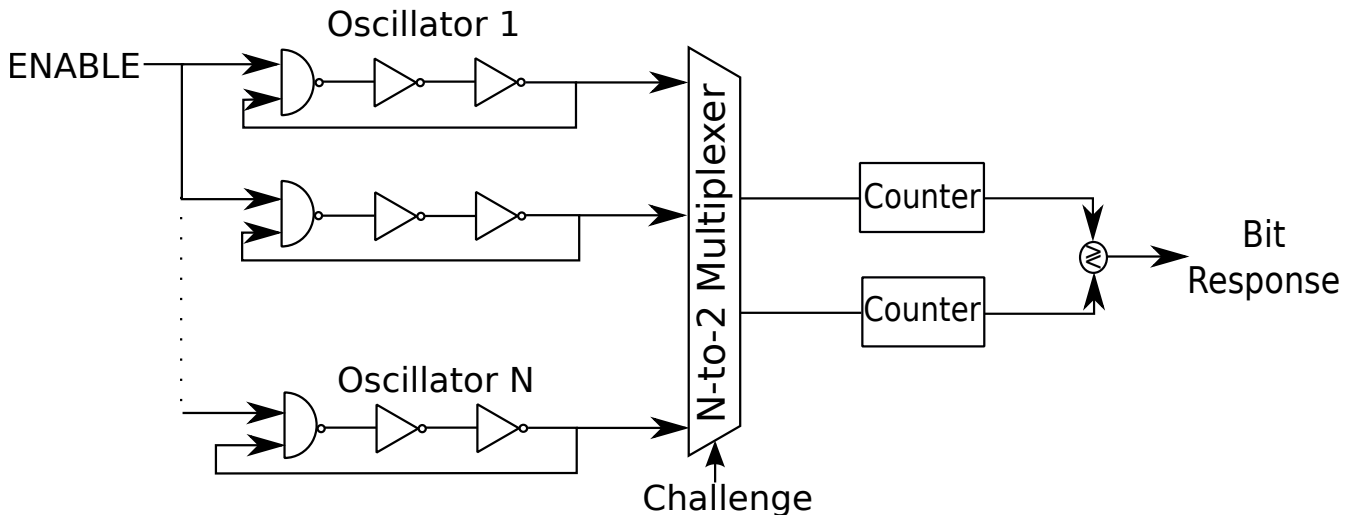 Oscillator 1
ENABLE
N-to-2 Multiplexer
Counter
Bit
Response
Counter
⋛
Oscillator N
Challenge